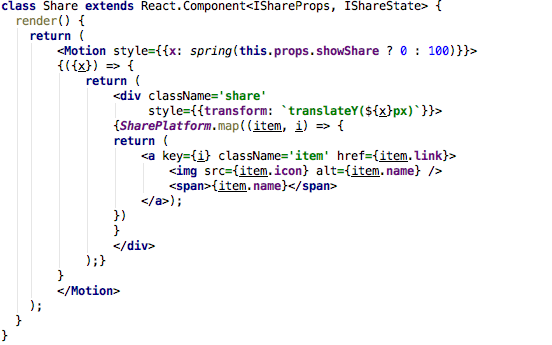 class Share extends React.Component<IShareProps, IShareState> {
  render() {
    return (
        <Motion style={{x: spring(this.props.showShare ? 0 : 100)}}>
        {({x}) => {
            return (
                <div className='share'
                     style={{transform: `translateY(${x}px)`}}>
                {SharePlatform.map((item, i) => {
                return (
                    <a key={i} className='item' href={item.link}>
                        <img src={item.icon} alt={item.name} />
                        <span>{item.name}</span>
                    </a>);
                })
                }
                </div>
            );}
        }
        </Motion>
    );
  }
}